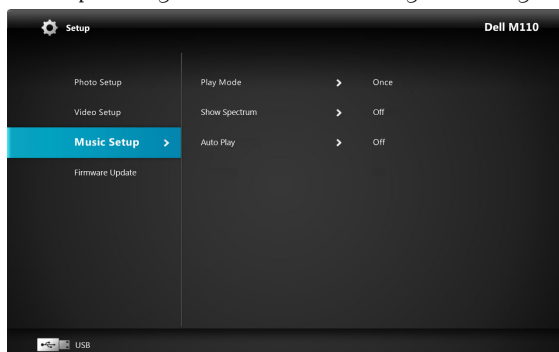 Setup
Dell M110
Photo Setup
Play Mode
Once
Video Setup
Show Spectrum
Off
Music Setup
Auto Play
Off
Firmware Update
USB